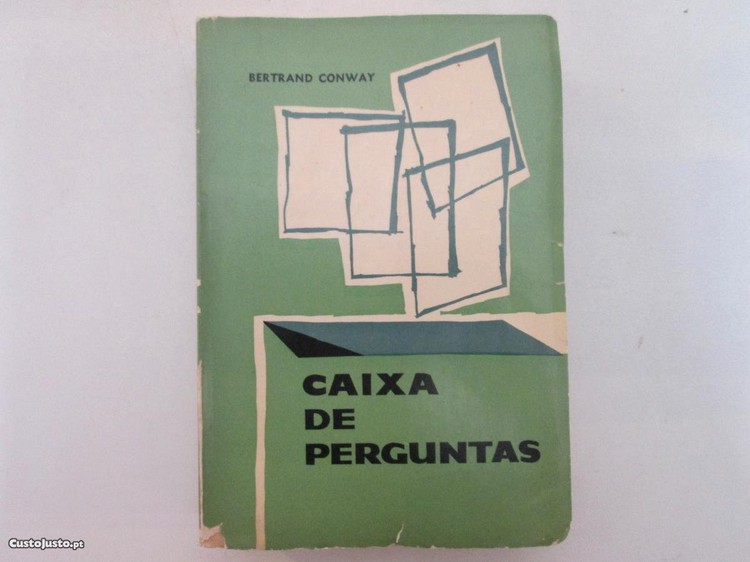 BERTRAND CONWAY
CAIXA
DE
PERGUNTAS
CustoJusto.pt